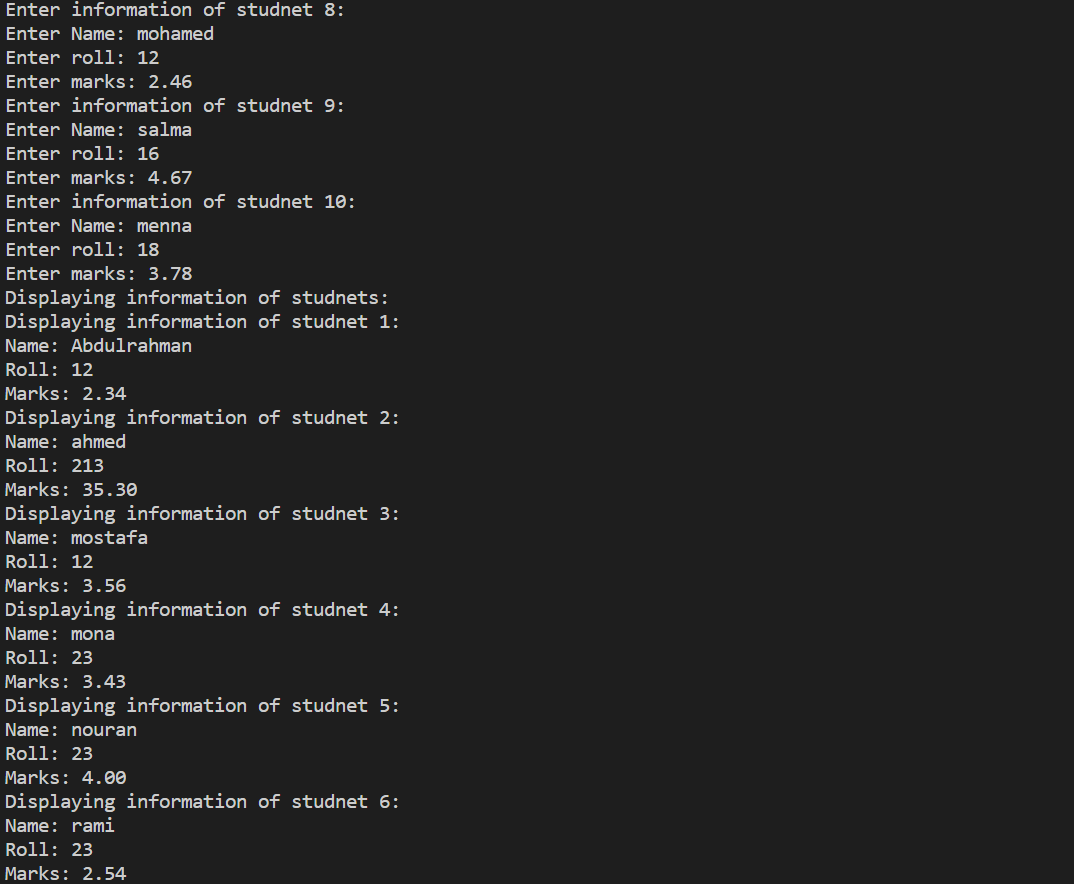 Enter information of studnet 8:
Enter Name: mohamed
Enter roll: 12
Enter marks: 2.46
Enter information of studnet 9:
Enter Name: salma
Enter roll: 16
Enter marks: 4.67
Enter information of studnet 10:
Enter Name: menna
Enter roll: 18
Enter marks: 3.78
Displaying information of studnets:
Displaying information of studnet 1:
Name: Abdulrahman
Roll: 12
Marks: 2.34
Displaying information of studnet 2:
Name: ahmed
Roll: 213
Marks: 35.30
Displaying information of studnet 3:
Name: mostafa
Roll: 12
Marks: 3.56
Displaying information of studnet 4:
Name: mona
Roll: 23
Marks: 3.43
Displaying information of studnet 5:
Name: nouran
Roll: 23
Marks: 4.00
Displaying information of studnet 6:
Name: rami
Roll: 23
Marks: 2.54